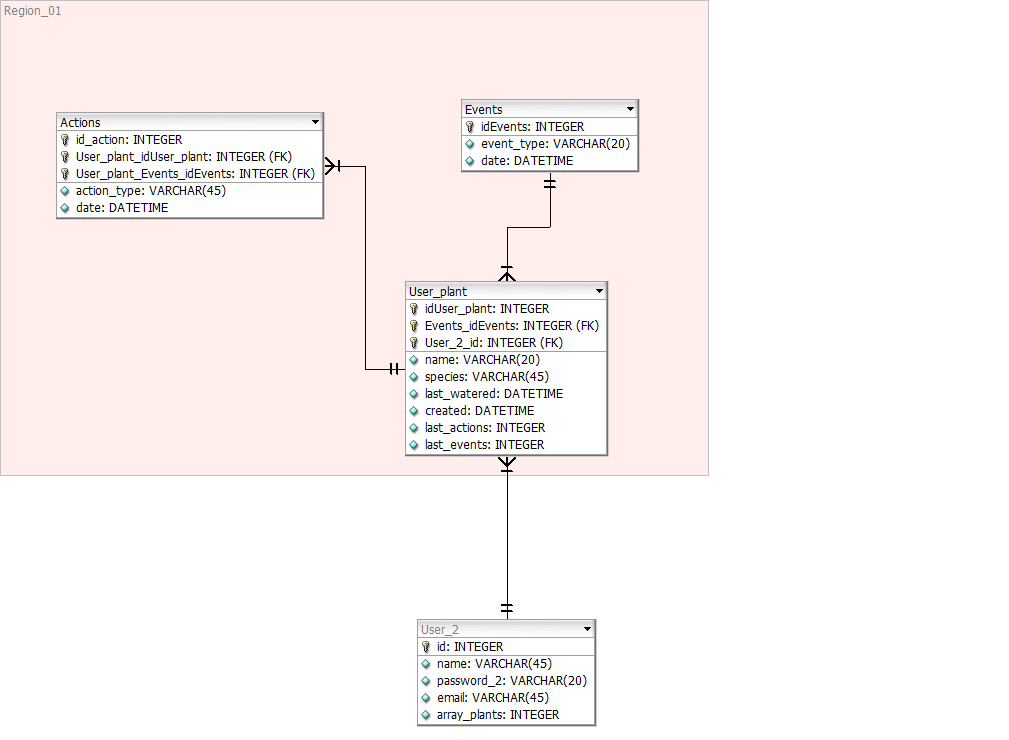 Region_01
Actions
id_action: INTEGER
User_plant_idUser_plant: INTEGER (FK)
User_plant_Events_idEvents: INTEGER (FK)
action_type: VARCHAR(45)
date: DATETIME
Events
idEvents: INTEGER
event_type: VARCHAR(20)
date: DATETIME
User_plant
idUser_plant: INTEGER
Events_idEvents: INTEGER (FK)
User_2_id: INTEGER (FK)
name: VARCHAR(20)
species: VARCHAR(45)
last_watered: DATETIME
created: DATETIME
last_actions: INTEGER
last_events: INTEGER
User_2
id: INTEGER
name: VARCHAR(45)
password_2: VARCHAR(20)
email: VARCHAR(45)
array_plants: INTEGER